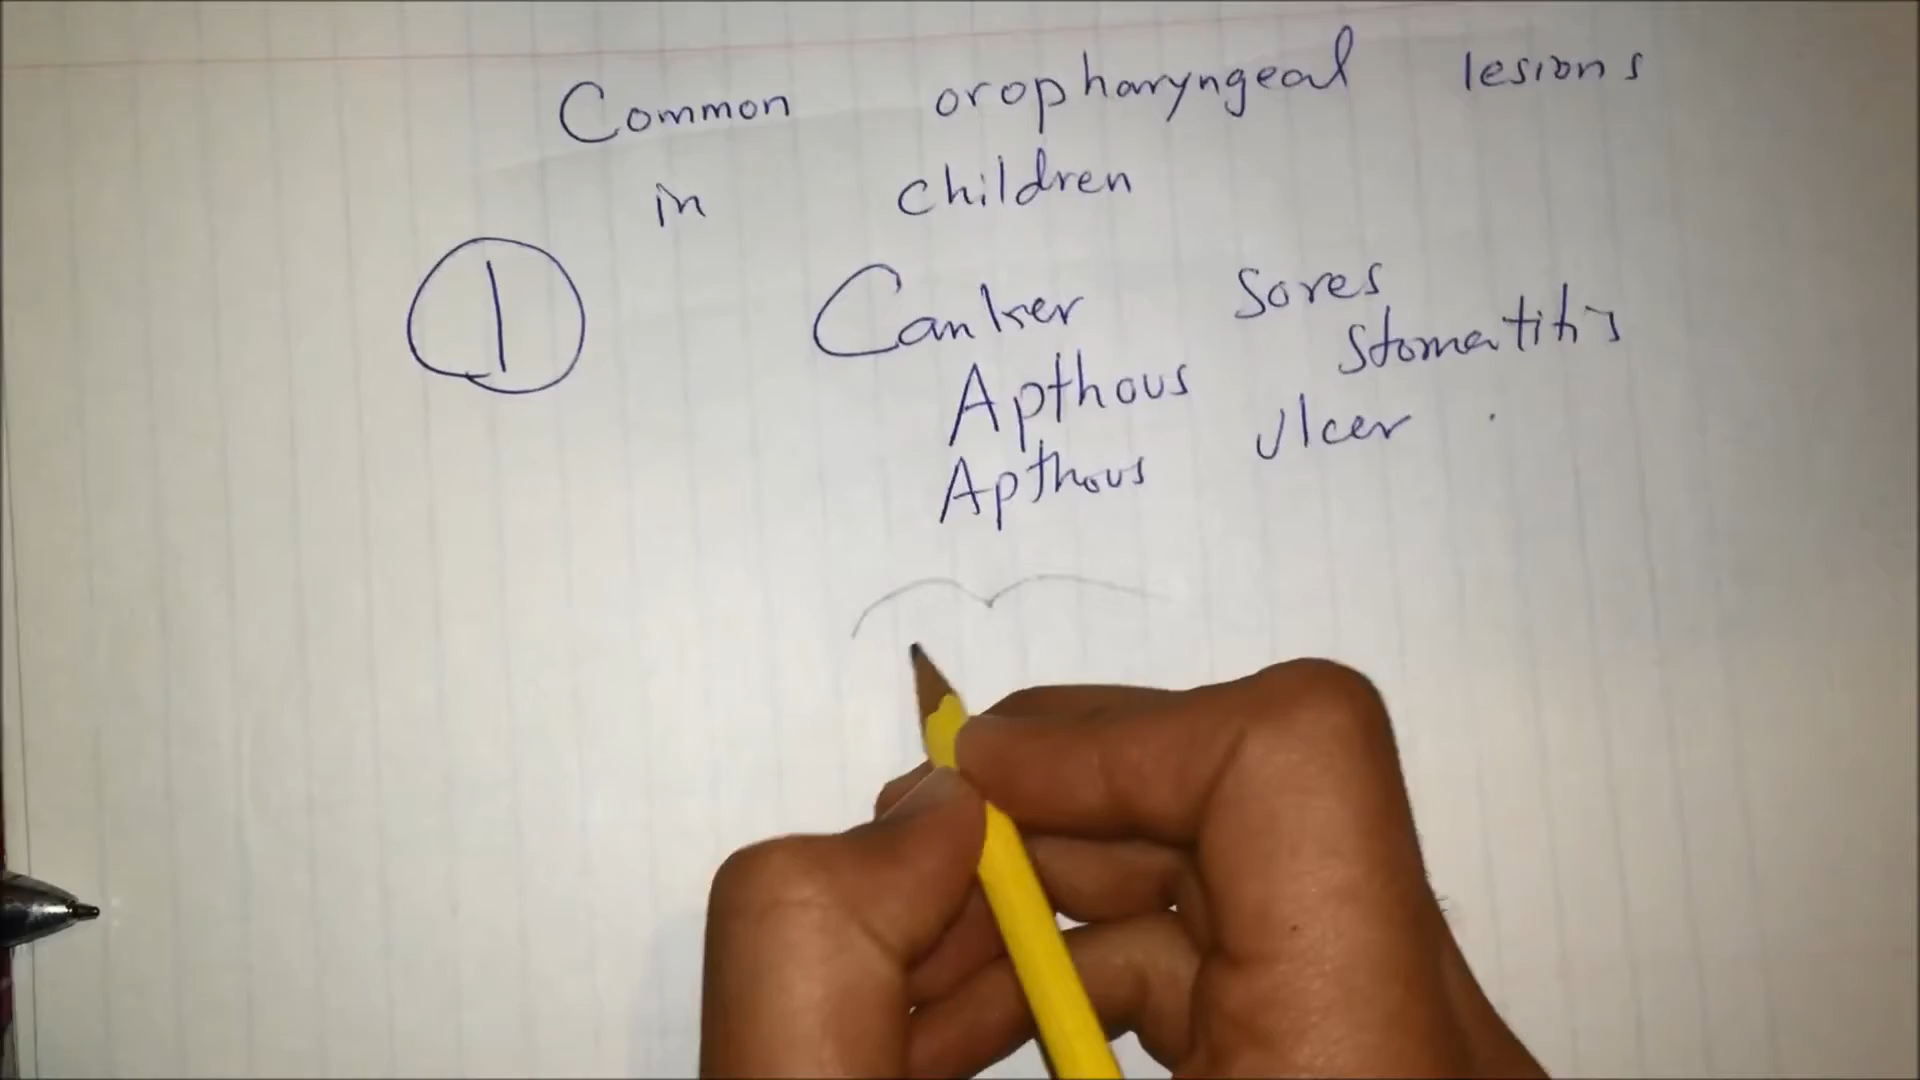 Common oropharyngeal lesions
in children
1 Canker Sores
Apthous Stomatitis
Apthous Ulcer